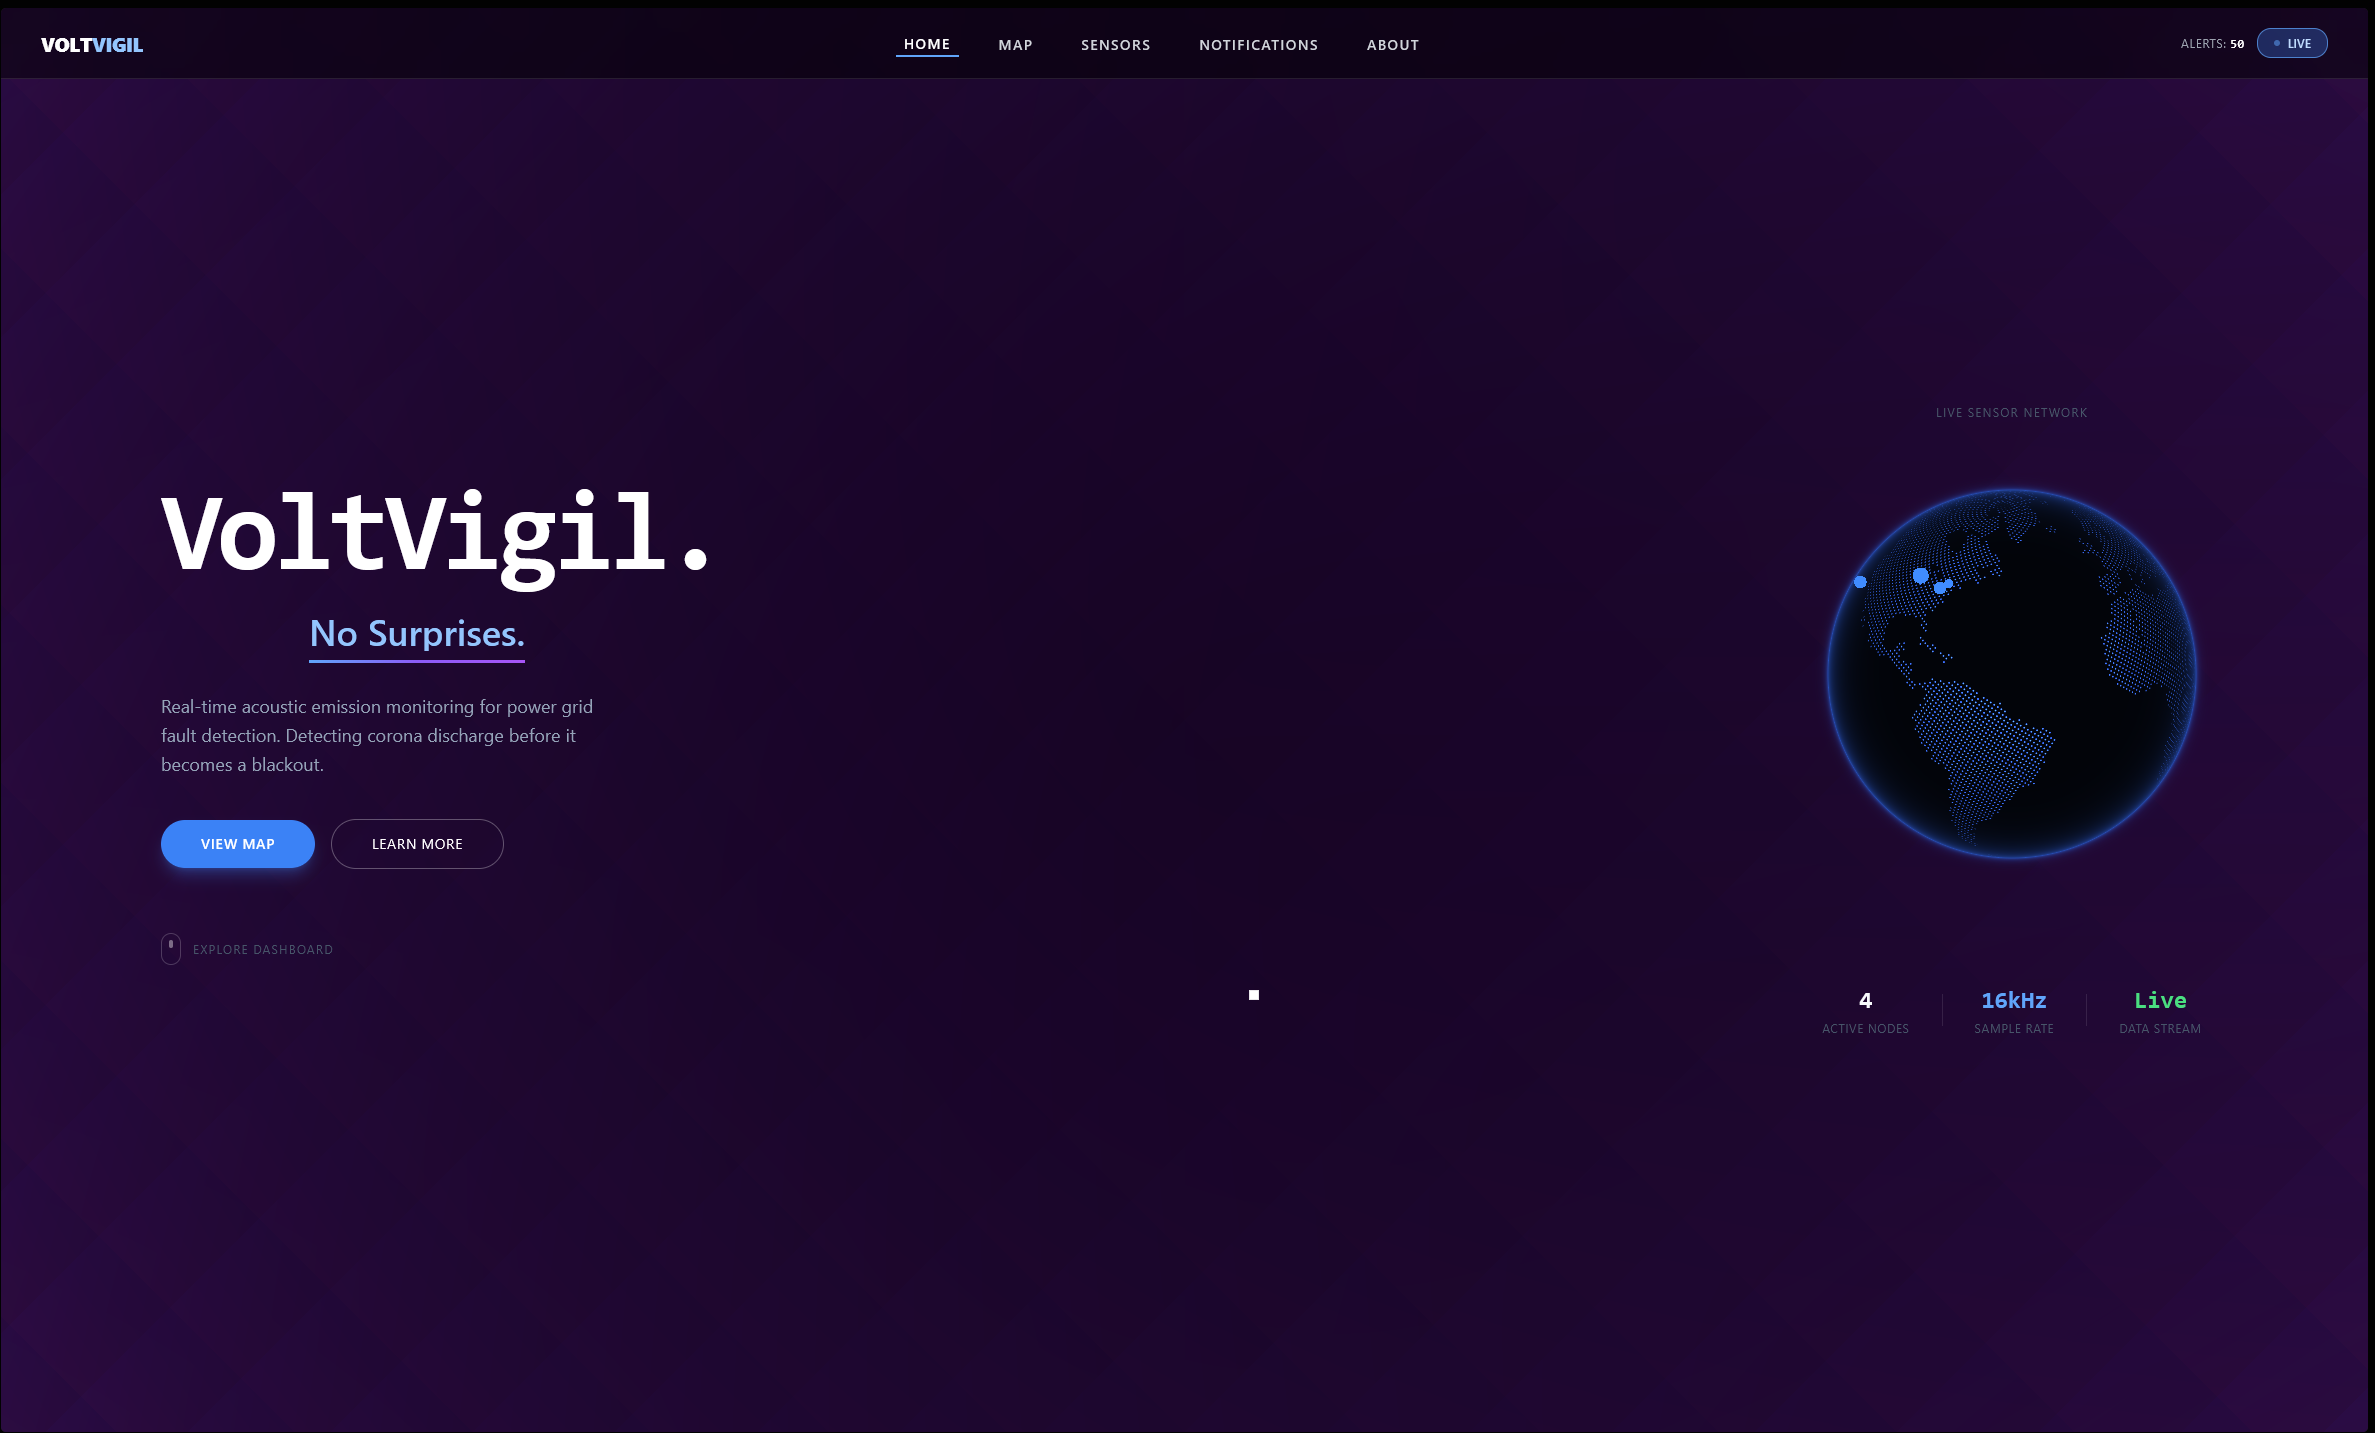 VOLTVIGIL
HOME
MAP
SENSORS
NOTIFICATIONS
ABOUT
ALERTS: 50
LIVE
LIVE SENSOR NETWORK
VoltVigil.
No Surprises.
Real-time acoustic emission monitoring for power grid
fault detection. Detecting corona discharge before it
becomes a blackout.
VIEW MAP
LEARN MORE
EXPLORE DASHBOARD
4
ACTIVE NODES
16kHz
SAMPLE RATE
Live
DATA STREAM